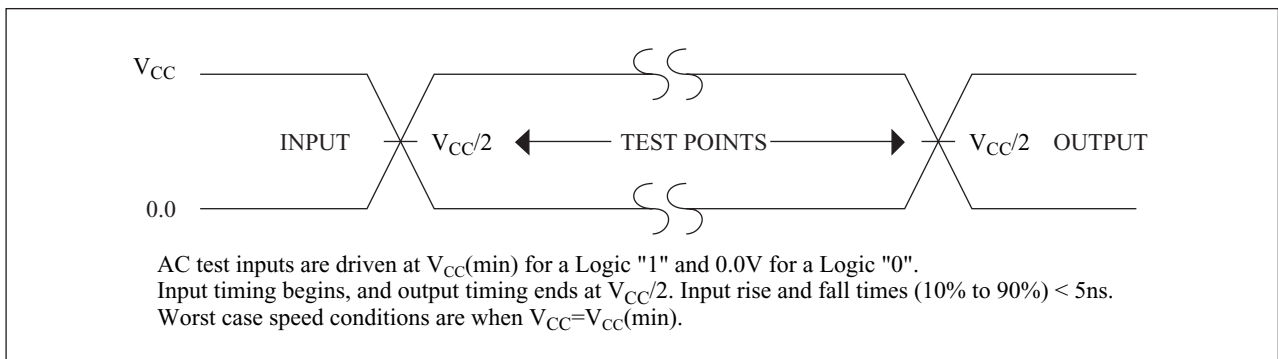 VCC
INPUT VCC/2 TEST POINTS VCC/2 OUTPUT
0.0
AC test inputs are driven at VCC(min) for a Logic "1" and 0.0V for a Logic "0".
Input timing begins, and output timing ends at VCC/2. Input rise and fall times (10% to 90%) < 5ns.
Worst case speed conditions are when VCC=VCC(min).